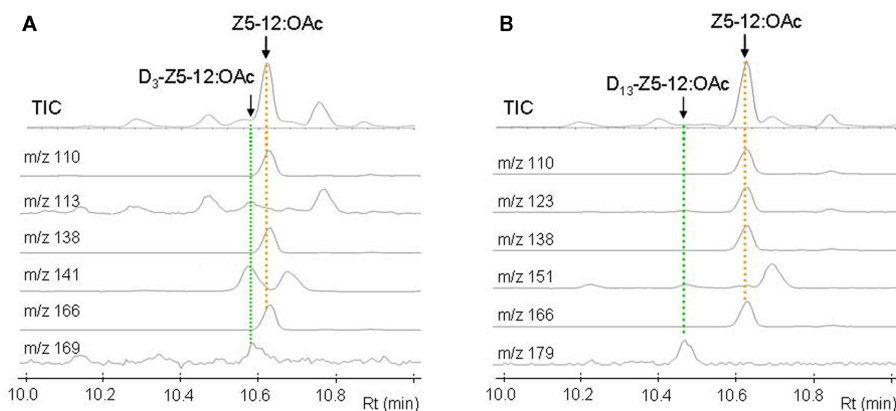 A
Z5-12:OAc
D3-Z5-12:OAc
TIC
m/z 110
m/z 113
m/z 138
m/z 141
m/z 166
m/z 169
10.0 10.2 10.4 10.6 10.8 Rt (min)
B
Z5-12:OAc
D13-Z5-12:OAc
TIC
m/z 110
m/z 123
m/z 138
m/z 151
m/z 166
m/z 179
10.0 10.2 10.4 10.6 10.8 Rt (min)